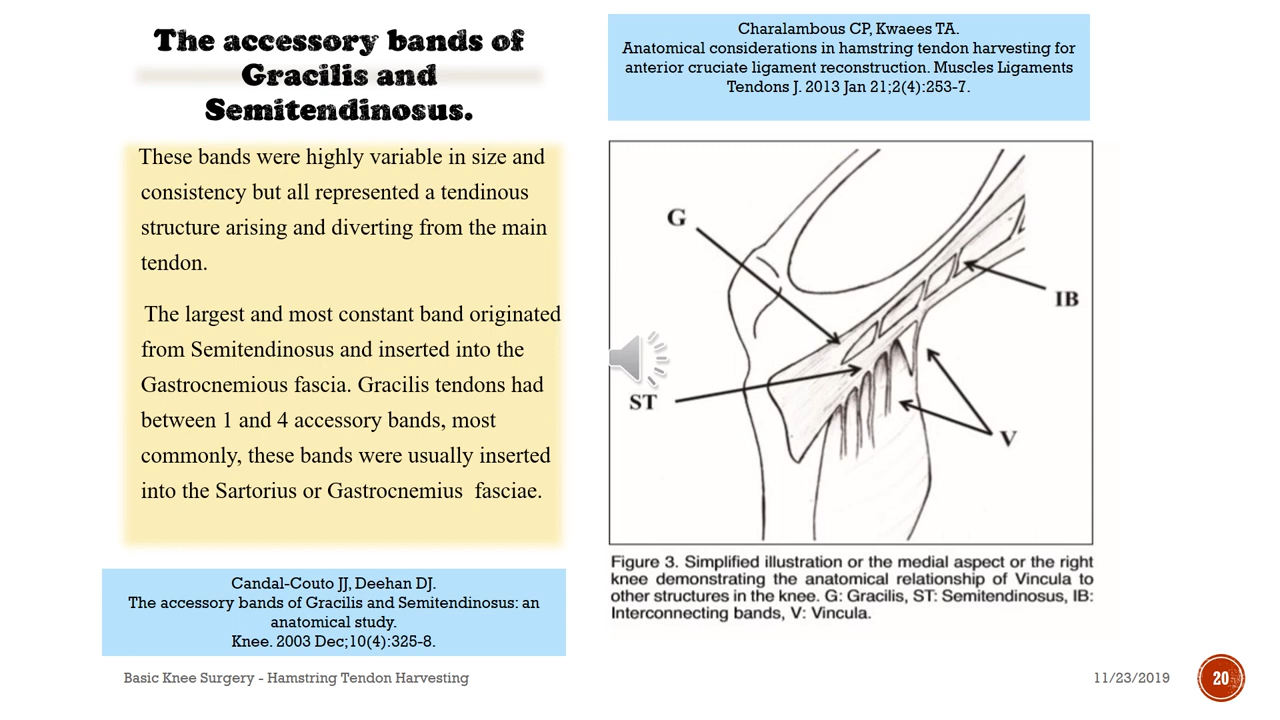 The accessory bands of
Gracilis and
Semitendinosus.
These bands were highly variable in size and
consistency but all represented a tendinous
structure arising and diverting from the main
tendon.
The largest and most constant band originated
from Semitendinosus and inserted into the
Gastrocnemious fascia. Gracilis tendons had
between 1 and 4 accessory bands, most
commonly, these bands were usually inserted
into the Sartorius or Gastrocnemius fasciae.
Candal-Couto JJ, Deehan DJ.
The accessory bands of Gracilis and Semitendinosus: an
anatomical study.
Knee. 2003 Dec;10(4):325-8.
Charalambous CP, Kwaees TA.
Anatomical considerations in hamstring tendon harvesting for
anterior cruciate ligament reconstruction. Muscles Ligaments
Tendons J. 2013 Jan 21;2(4):253-7.
G
IB
ST
V
Figure 3. Simplified illustration or the medial aspect or the right
knee demonstrating the anatomical relationship of Vincula to
other structures in the knee. G: Gracilis, ST: Semitendinosus, IB:
Interconnecting bands, V: Vincula.
Basic Knee Surgery - Hamstring Tendon Harvesting
11/23/2019
20